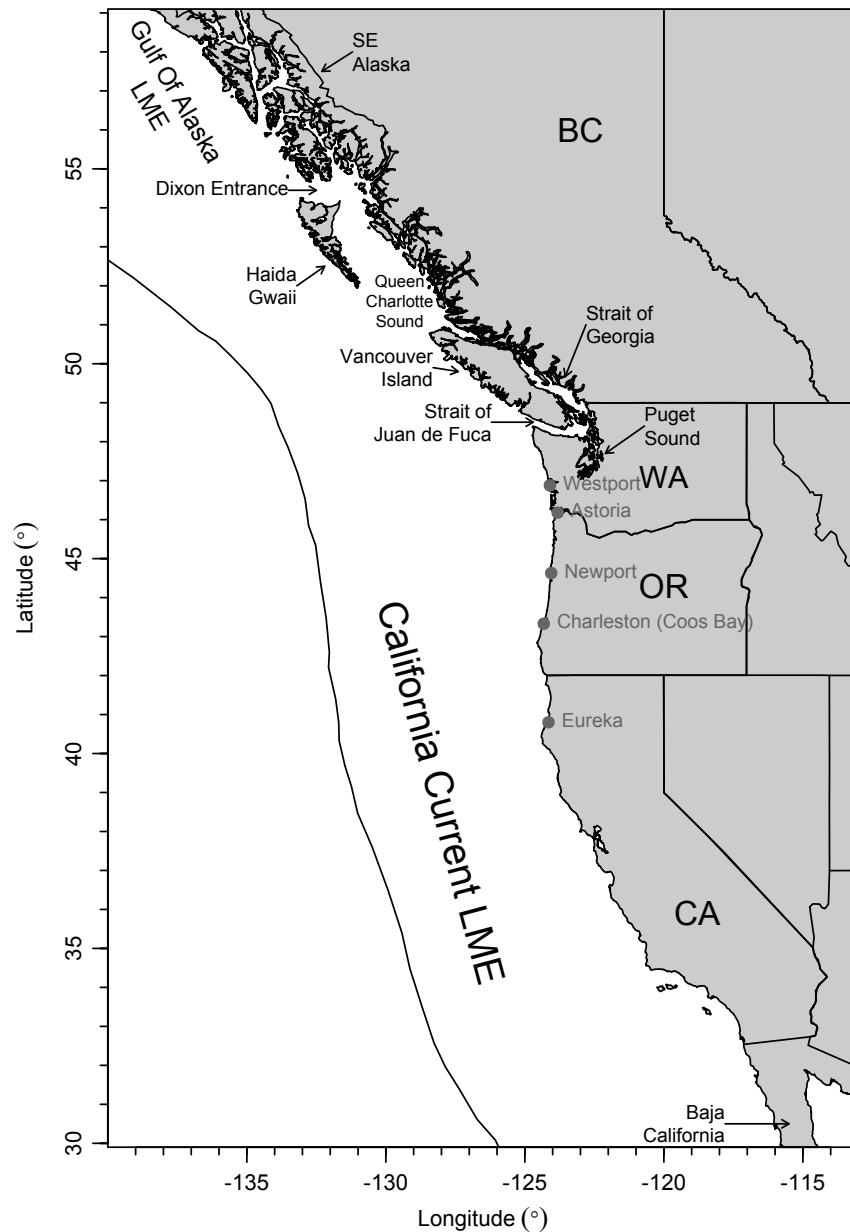 SE
Alaska
Gulf Of Alaska
LME
BC
55
Dixon Entrance
Haida
Gwaii
Queen
Charlotte
Sound
Strait of
Georgia
50
Vancouver
Island
Strait of
Juan de Fuca
Puget
Sound
WA
Westport
Astoria
45
Newport
OR
Charleston (Coos Bay)
Latitude (°)
California Current LME
Eureka
40
CA
35
Baja
California
30
-135
-130
-125
-120
-115
Longitude (°)